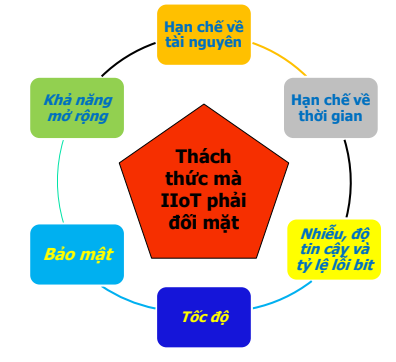 Hạn chế về
tài nguyên
Hạn chế về
thời gian
Nhiễu, độ
tin cậy và
tỷ lệ lỗi bit
Tốc độ
Bảo mật
Khả năng
mở rộng
Thách
thức mà
IIoT phải
đối mặt